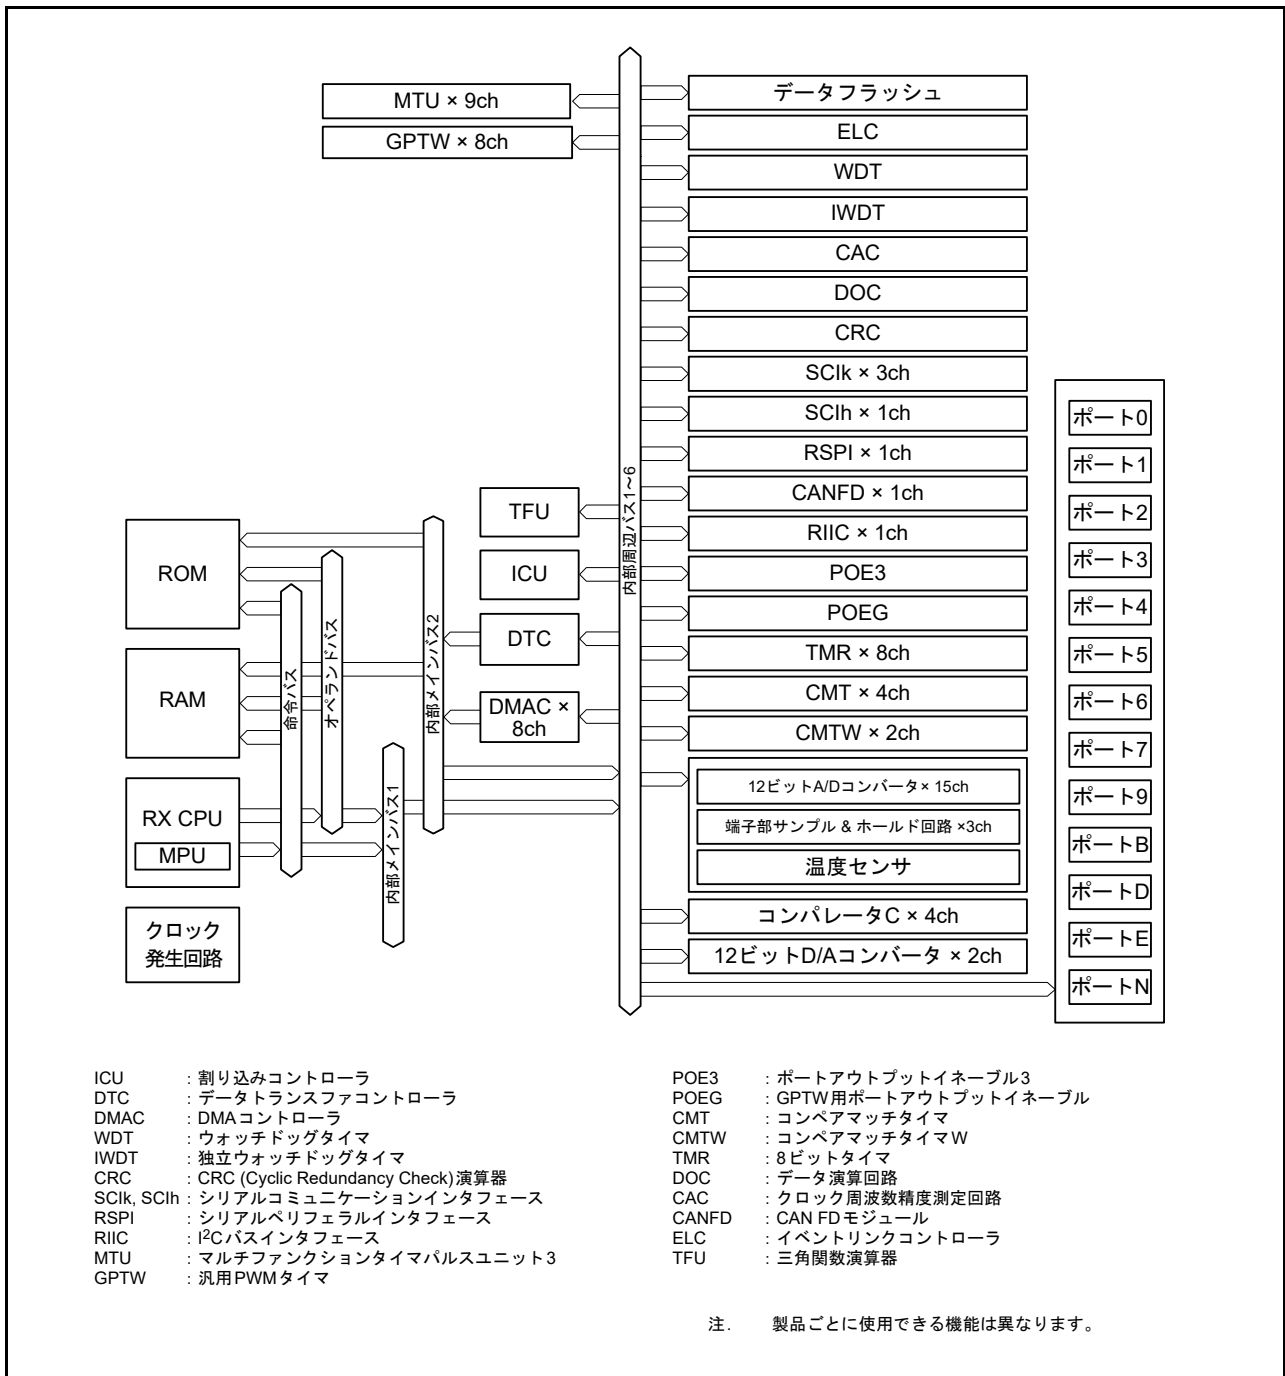 MTU × 9ch
GPTW × 8ch
データフラッシュ
ELC
WDT
IWDT
CAC
DOC
CRC
SCIk × 3ch
SCIh × 1ch
RSPI × 1ch
CANFD × 1ch
RIIC × 1ch
POE3
POEG
TMR × 8ch
CMT × 4ch
CMTW × 2ch
12ビットA/Dコンバータ× 15ch
端子部サンプル & ホールド回路 ×3ch
温度センサ
コンパレータC × 4ch
12ビットD/Aコンバータ × 2ch
内部周辺バス1～6
TFU
ICU
DTC
DMAC ×
8ch
内部メインバス2
オペランドバス
命令バス
内部メインバス1
ROM
RAM
RX CPU
MPU
クロック
発生回路
ポート0
ポート1
ポート2
ポート3
ポート4
ポート5
ポート6
ポート7
ポート9
ポートB
ポートD
ポートE
ポートN
ICU : 割り込みコントローラ
DTC : データトランスファコントローラ
DMAC : DMAコントローラ
WDT : ウォッチドッグタイマ
IWDT : 独立ウォッチドッグタイマ
CRC : CRC (Cyclic Redundancy Check)演算器
SCIk, SCIh : シリアルコミュニケーションインタフェース
RSPI : シリアルペリフェラルインタフェース
RIIC : I²Cバスインタフェース
MTU : マルチファンクションタイマパルスユニット3
GPTW : 汎用PWMタイマ
POE3 : ポートアウトプットイネーブル3
POEG : GPTW用ポートアウトプットイネーブル
CMT : コンペアマッチタイマ
CMTW : コンペアマッチタイマW
TMR : 8ビットタイマ
DOC : データ演算回路
CAC : クロック周波数精度測定回路
CANFD : CAN FDモジュール
ELC : イベントリンクコントローラ
TFU : 三角関数演算器
注. 製品ごとに使用できる機能は異なります。